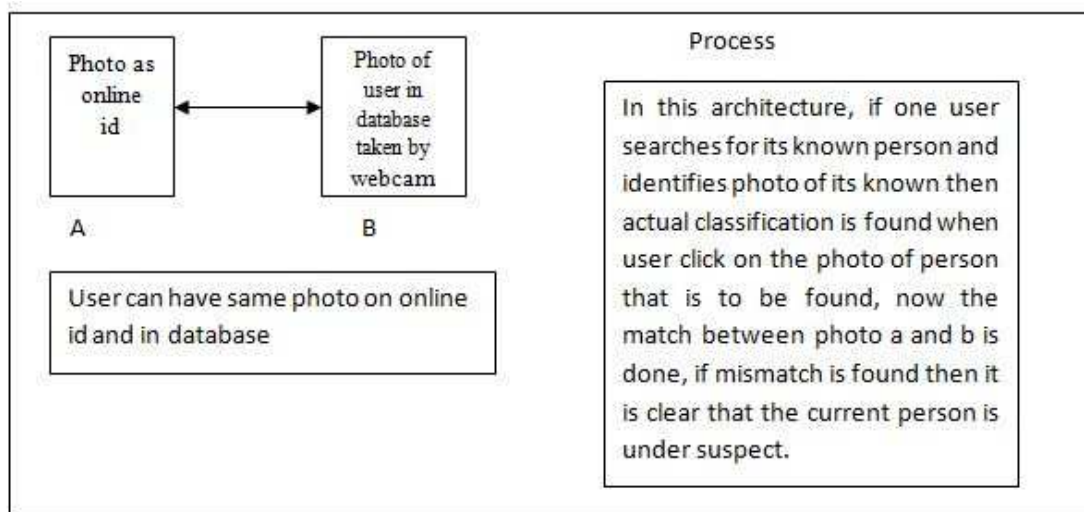 Photo as
online
id
Photo of
user in
database
taken by
webcam
A
B
User can have same photo on online
id and in database
Process
In this architecture, if one user
searches for its known person and
identifies photo of its known then
actual classification is found when
user click on the photo of person
that is to be found, now the
match between photo a and b is
done, if mismatch is found then it
is clear that the current person is
under suspect.